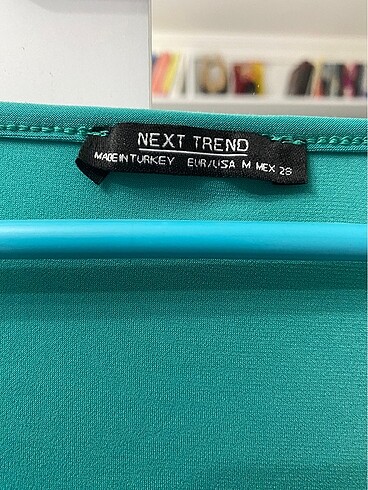 NEXT TREND
MADE IN TURKEY EUR/USA M MEX 28